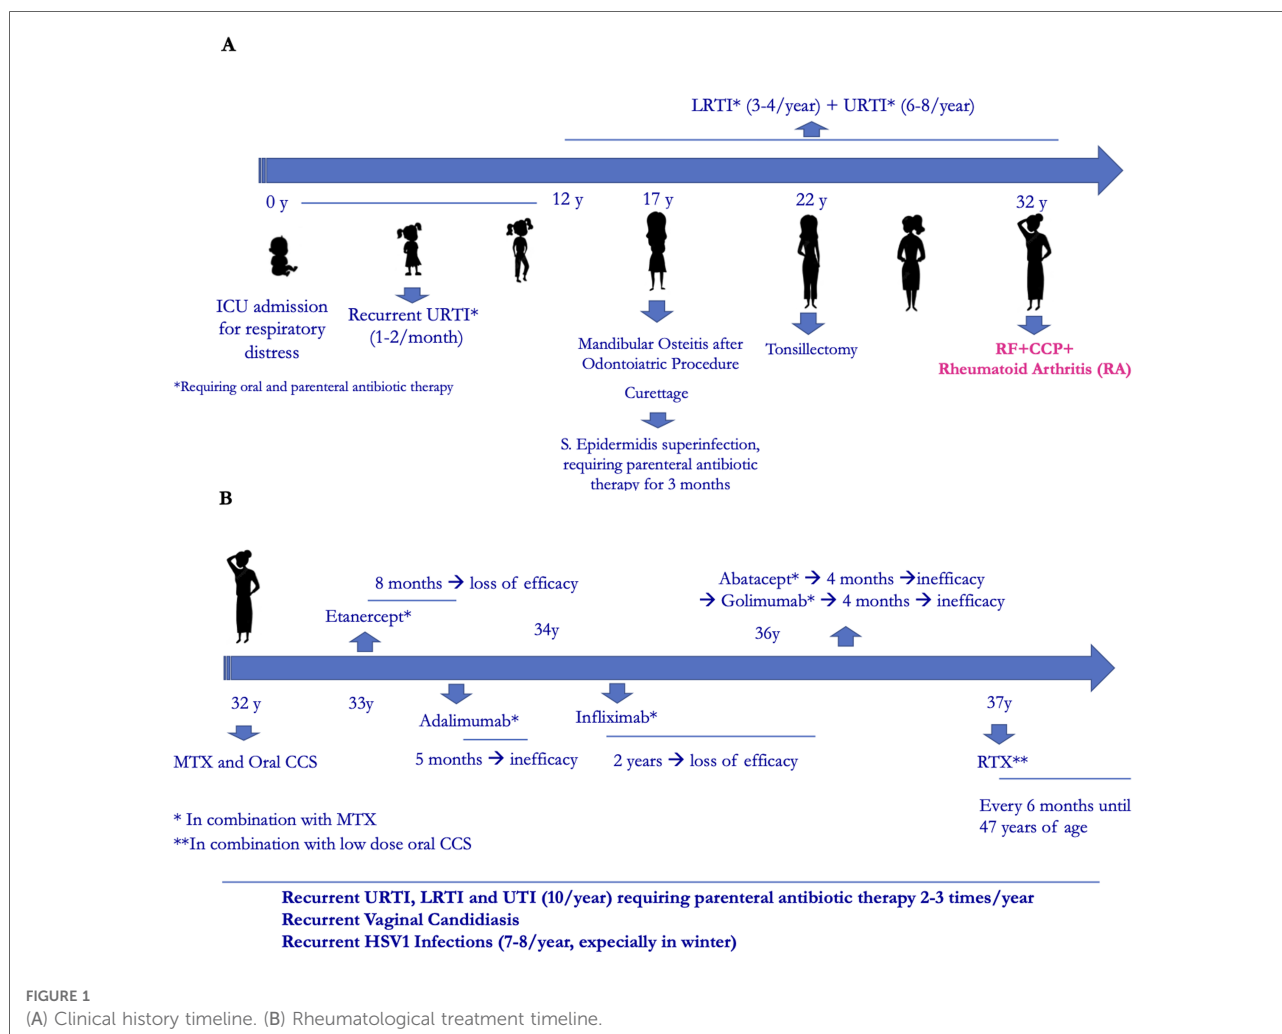 A
LRTI* (3-4/year) + URTI* (6-8/year)
0 y
12 y
17 y
22 y
32 y
ICU admission
for respiratory
distress
Recurrent URTI*
(1-2/month)
Mandibular Osteitis after
Odontoiatric Procedure
Curettage
S. Epidermidis superinfection,
requiring parenteral antibiotic
therapy for 3 months
Tonsillectomy
RF+CCP+
Rheumatoid Arthritis (RA)
*Requiring oral and parenteral antibiotic therapy
B
8 months → loss of efficacy
Etanercept*
34y
Abatacept* → 4 months →inefficacy
→ Golimumab* → 4 months → inefficacy
36y
32 y
33y
37y
MTX and Oral CCS
Adalimumab*
5 months → inefficacy
Infliximab*
2 years → loss of efficacy
RTX**
Every 6 months until
47 years of age
* In combination with MTX
**In combination with low dose oral CCS
Recurrent URTI, LRTI and UTI (10/year) requiring parenteral antibiotic therapy 2-3 times/year
Recurrent Vaginal Candidiasis
Recurrent HSV1 Infections (7-8/year, expecially in winter)
FIGURE 1
(A) Clinical history timeline. (B) Rheumatological treatment timeline.